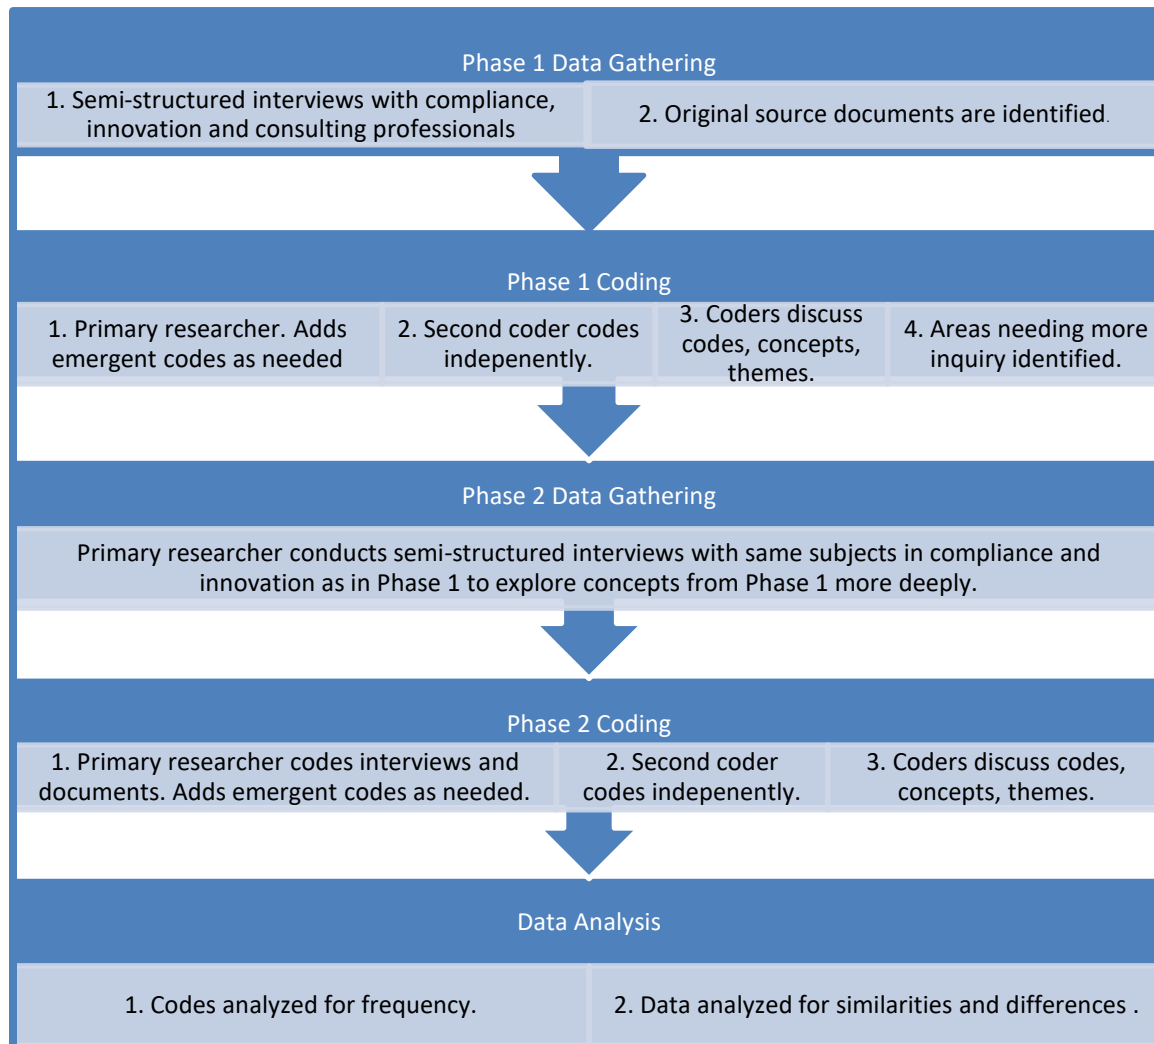 Phase 1 Data Gathering
1. Semi-structured interviews with compliance,
innovation and consulting professionals
2. Original source documents are identified.
Phase 1 Coding
1. Primary researcher. Adds
emergent codes as needed
2. Second coder codes
indepenently.
3. Coders discuss
codes, concepts,
themes.
4. Areas needing more
inquiry identified.
Phase 2 Data Gathering
Primary researcher conducts semi-structured interviews with same subjects in compliance and
innovation as in Phase 1 to explore concepts from Phase 1 more deeply.
Phase 2 Coding
1. Primary researcher codes interviews and
documents. Adds emergent codes as needed.
2. Second coder
codes indepenently.
3. Coders discuss codes,
concepts, themes.
Data Analysis
1. Codes analyzed for frequency.
2. Data analyzed for similarities and differences .